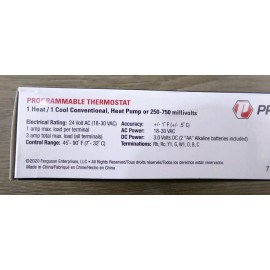 PROGRAMMABLE THERMOSTAT
1 Heat / 1 Cool Conventional, Heat Pump or 250-750 millivolts
Electrical Rating: 24 Volt AC (18-30 VAC)
1 amp max. load per terminal
3 amp total max. load (all terminals)
Control Range: 45°- 90° F (7°- 32° C)
Accuracy: +/- 1° F (+/- .5° C)
AC Power: 18-30 VAC
DC Power: 3.0 Volts DC (2 "AA" Alkaline batteries included)
Terminations: Rh, Rc, Y1, G, W1, O, B, C
©2020 Ferguson Enterprises, LLC • All Rights Reserved/Tous droits réservés/Todos los derechos reservados
Made in China/Fabriqué en Chine/Hecho en China